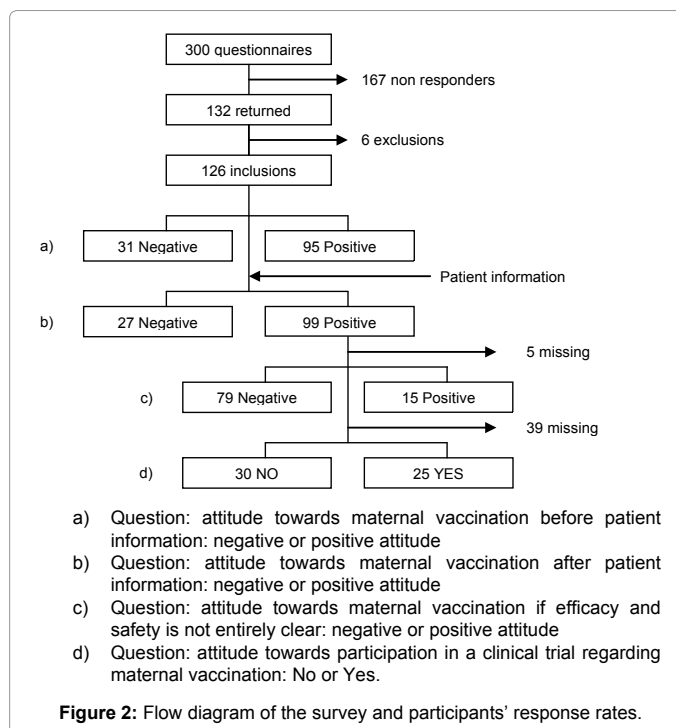 300 questionnaires
167 non responders
132 returned
6 exclusions
126 inclusions
a) 31 Negative 95 Positive
Patient information
b) 27 Negative 99 Positive
5 missing
c) 79 Negative 15 Positive
39 missing
d) 30 NO 25 YES
a) Question: attitude towards maternal vaccination before patient
information: negative or positive attitude
b) Question: attitude towards maternal vaccination after patient
information: negative or positive attitude
c) Question: attitude towards maternal vaccination if efficacy and
safety is not entirely clear: negative or positive attitude
d) Question: attitude towards participation in a clinical trial regarding
maternal vaccination: No or Yes.
Figure 2: Flow diagram of the survey and participants' response rates.